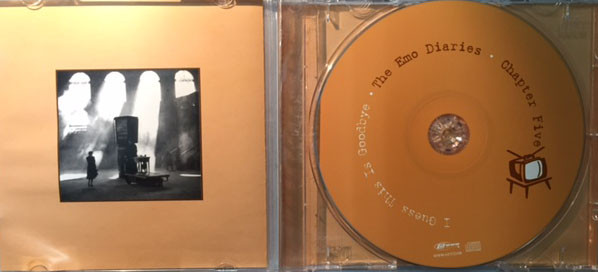 The Emo Diaries • Chapter Five
I Guess This Is Goodbye •